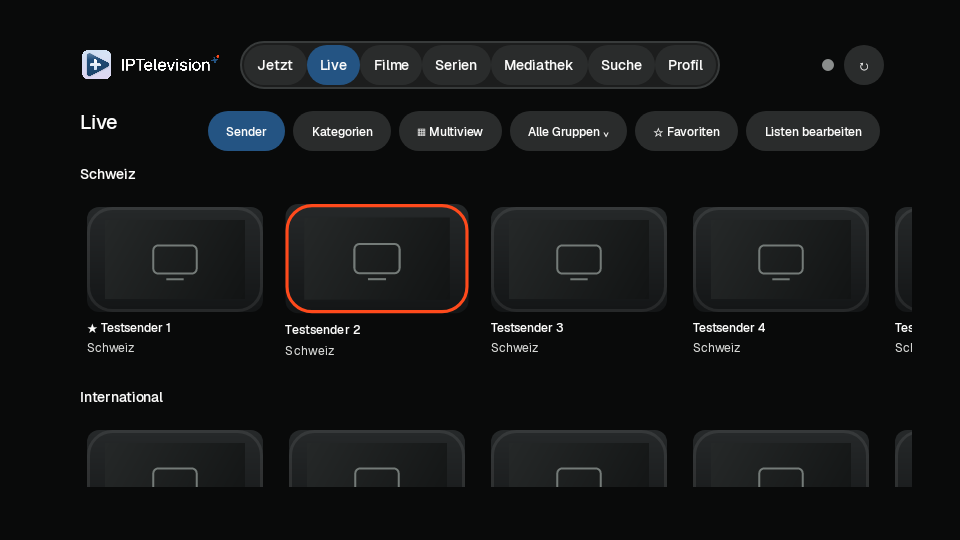 IPTelevision+
Jetzt Live Filme Serien Mediathek Suche Profil
↻
Live
Sender Kategorien ▦ Multiview Alle Gruppen ⌄ ☆ Favoriten Listen bearbeiten
Schweiz
★ Testsender 1 Testsender 2 Testsender 3 Testsender 4
Schweiz Schweiz Schweiz Schweiz
International